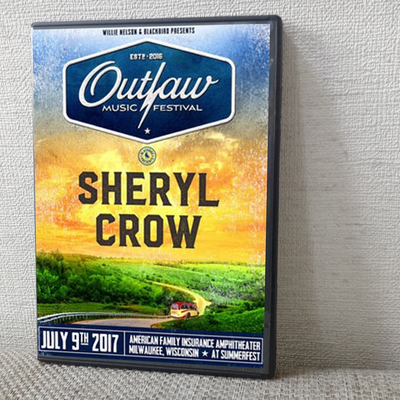 WILLIE NELSON & BLACKBIRD PRESENTS
ESTD · 2016
Outlaw
MUSIC FESTIVAL
SHERYL
CROW
JULY 9TH 2017
AMERICAN FAMILY INSURANCE AMPHITHEATER
MILWAUKEE, WISCONSIN ★ AT SUMMERFEST